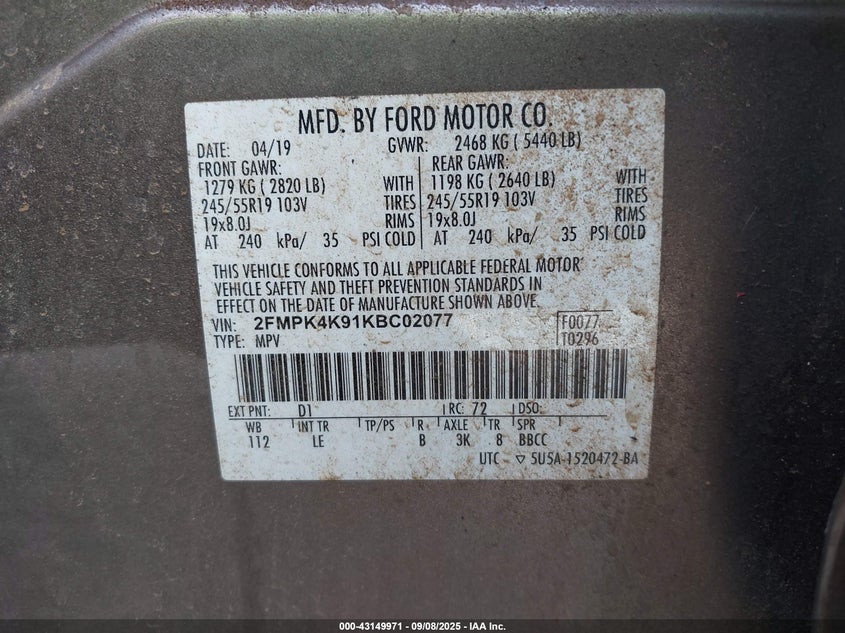 MFD. BY FORD MOTOR CO.
DATE: 04/19 GVWR: 2468 KG ( 5440 LB)
FRONT GAWR: REAR GAWR:
1279 KG ( 2820 LB) WITH 1198 KG ( 2640 LB) WITH
245/55R19 103V TIRES 245/55R19 103V TIRES
19x8.0J RIMS 19x8.0J RIMS
AT 240 kPa/ 35 PSI COLD AT 240 kPa/ 35 PSI COLD
THIS VEHICLE CONFORMS TO ALL APPLICABLE FEDERAL MOTOR
VEHICLE SAFETY AND THEFT PREVENTION STANDARDS IN
EFFECT ON THE DATE OF MANUFACTURE SHOWN ABOVE.
VIN: 2FMPK4K91KBC02077 F0077
TYPE: MPV T0296
EXT PNT: D1 RC: 72 DSO:
WB INT TR TP/PS R AXLE TR SPR
112 LE B 3K 8 BBCC
UTC ▽ 5U5A-1520472-BA
000-43149971 - 09/08/2025 - IAA Inc.